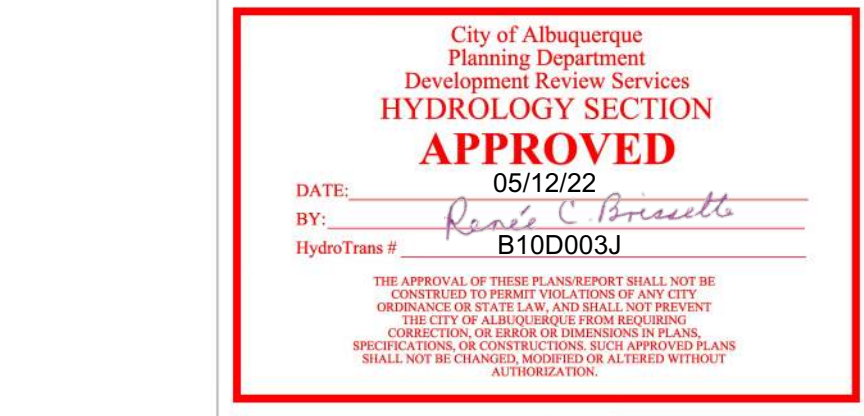 City of Albuquerque
Planning Department
Development Review Services
HYDROLOGY SECTION
APPROVED
DATE: 05/12/22
BY: Renée C. Brissette
HydroTrans # B10D003J
THE APPROVAL OF THESE PLANS/REPORT SHALL NOT BE
CONSTRUED TO PERMIT VIOLATIONS OF ANY CITY
ORDINANCE OR STATE LAW, AND SHALL NOT PREVENT
THE CITY OF ALBUQUERQUE FROM REQUIRING
CORRECTION, OR ERROR OR DIMENSIONS IN PLANS,
SPECIFICATIONS, OR CONSTRUCTIONS. SUCH APPROVED PLANS
SHALL NOT BE CHANGED, MODIFIED OR ALTERED WITHOUT
AUTHORIZATION.